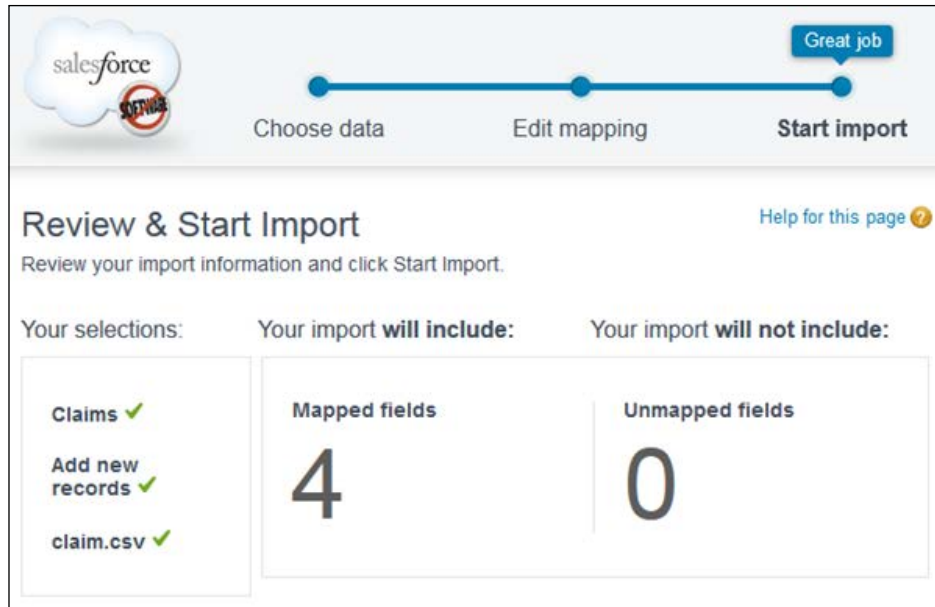 salesforce
SOFTWARE
Great job
Choose data
Edit mapping
Start import
Review & Start Import
Help for this page ?
Review your import information and click Start Import.
Your selections:
Your import will include:
Your import will not include:
Claims
Add new
records
claim.csv
Mapped fields
4
Unmapped fields
0